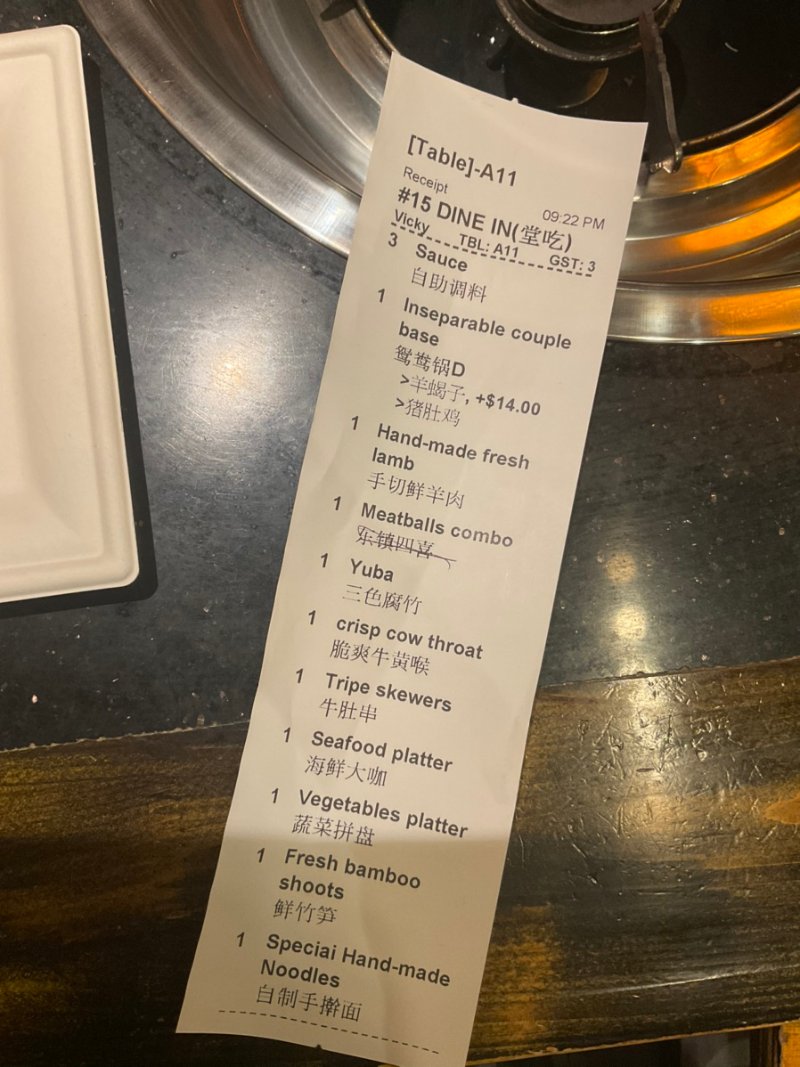 [Table]-A11
Receipt 09:22 PM
#15 DINE IN(堂吃)
Vicky TBL: A11 GST: 3
3 Sauce
自助调料
1 Inseparable couple
base
鸳鸯锅D
>羊蝎子, +$14.00
>猪肚鸡
1 Hand-made fresh
lamb
手切鲜羊肉
1 Meatballs combo
乐镇四喜
1 Yuba
三色腐竹
1 crisp cow throat
脆爽牛黄喉
1 Tripe skewers
牛肚串
1 Seafood platter
海鲜大咖
1 Vegetables platter
蔬菜拼盘
1 Fresh bamboo
shoots
鲜竹笋
1 Speciai Hand-made
Noodles
自制手擀面